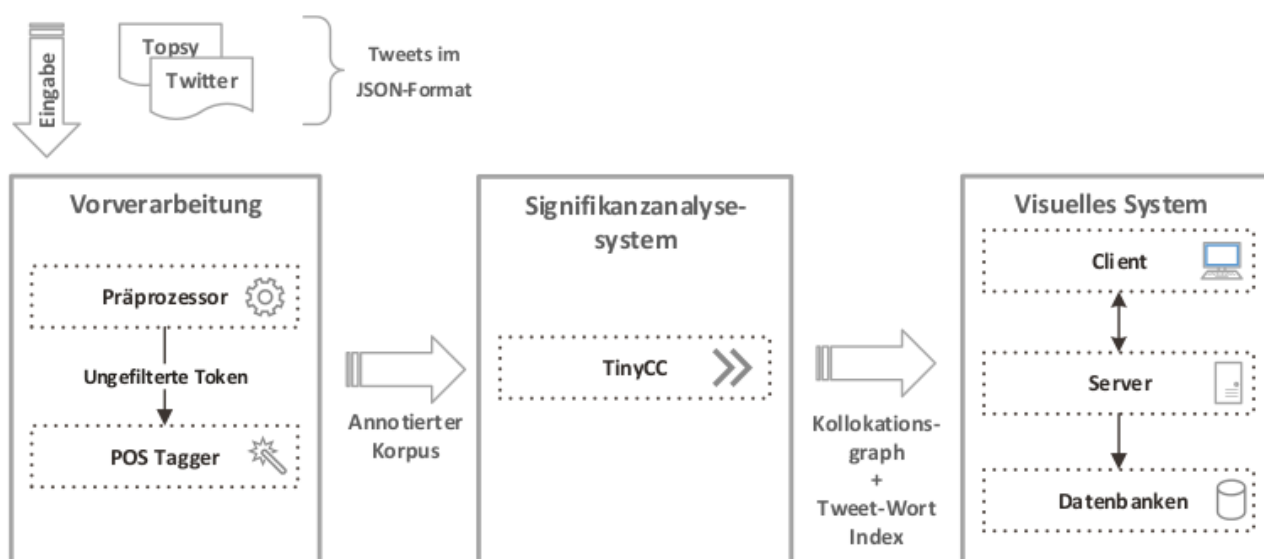 Eingabe
Topsy
Twitter
Tweets im
JSON-Format
Vorverarbeitung
Präprozessor
Ungefilterte Token
POS Tagger
Annotierter
Korpus
Signifikanzanalyse-
system
TinyCC
Kollokations-
graph
+
Tweet-Wort
Index
Visuelles System
Client
Server
Datenbanken